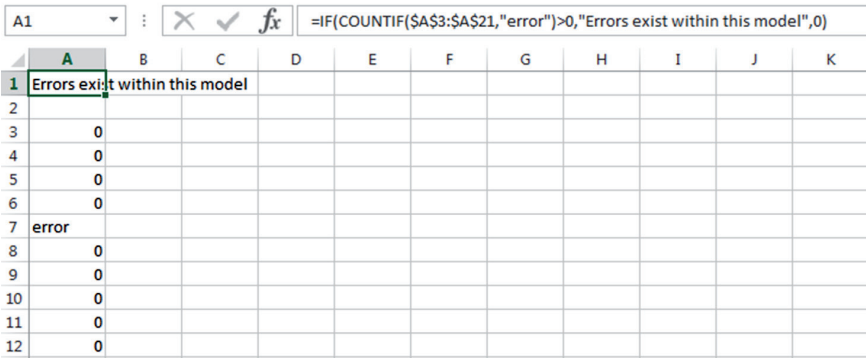 A1 fx =IF(COUNTIF($A$3:$A$21,"error")>0,"Errors exist within this model",0)
A B C D E F G H I J K
1 Errors exist within this model
2
3 0
4 0
5 0
6 0
7 error
8 0
9 0
10 0
11 0
12 0